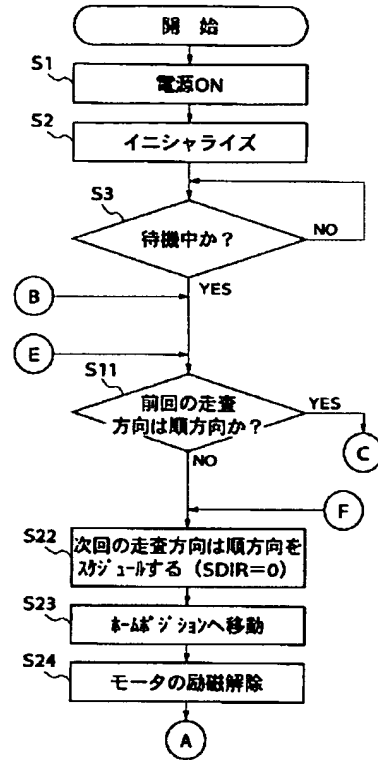 開 始
S1
電源ON
S2
イニシャライズ
S3
待機中か？
NO
YES
B
E
S11
前回の走査
方向は順方向か？
YES
C
NO
F
S22
次回の走査方向は順方向を
ｽｹｼﾞｭｰﾙする（SDIR=0）
S23
ﾎｰﾑﾎﾟｼﾞｼｮﾝへ移動
S24
モータの励磁解除
A